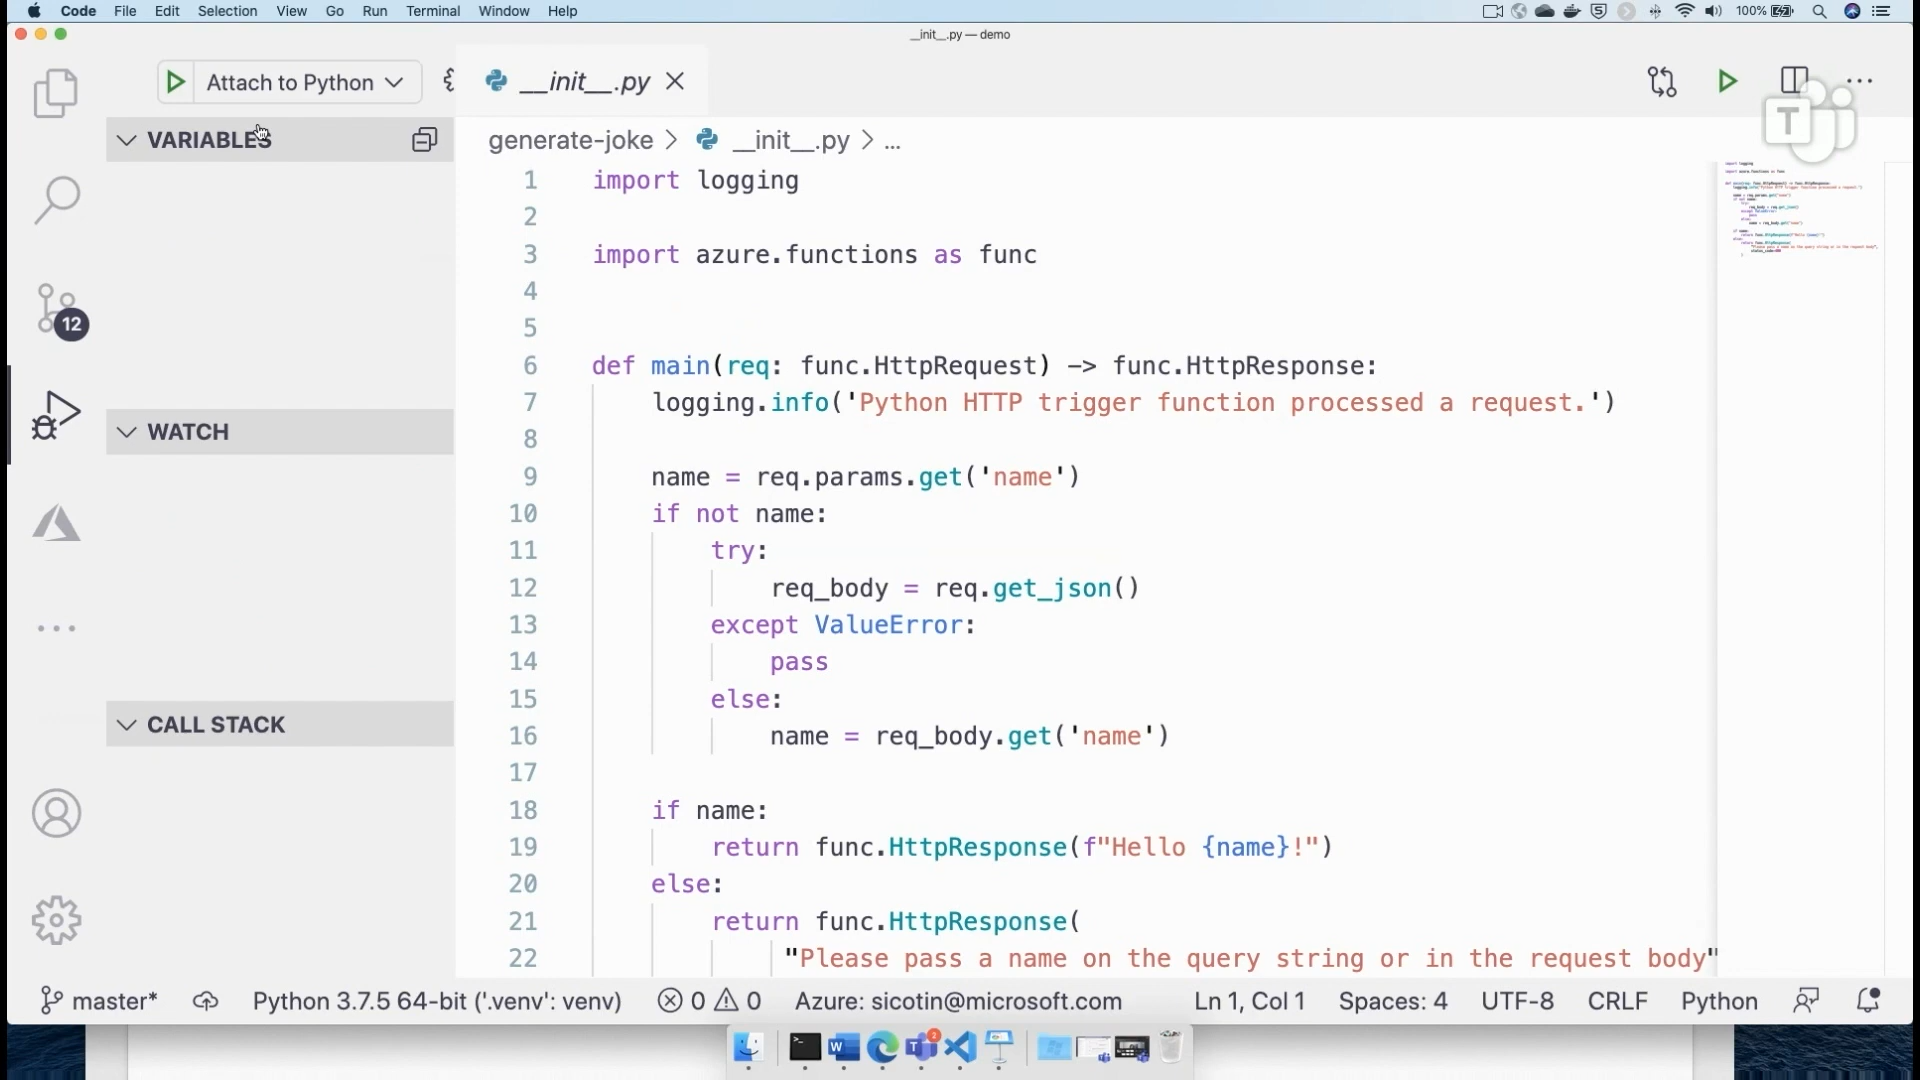 Code File Edit Selection View Go Run Terminal Window Help
100%
__init__.py — demo
Attach to Python
__init__.py
VARIABLES
generate-joke > __init__.py > ...
12
WATCH
CALL STACK
1 import logging
2
3 import azure.functions as func
4
5
6 def main(req: func.HttpRequest) -> func.HttpResponse:
7 logging.info('Python HTTP trigger function processed a request.')
8
9 name = req.params.get('name')
10 if not name:
11 try:
12 req_body = req.get_json()
13 except ValueError:
14 pass
15 else:
16 name = req_body.get('name')
17
18 if name:
19 return func.HttpResponse(f"Hello {name}!")
20 else:
21 return func.HttpResponse(
22 "Please pass a name on the query string or in the request body"
T
master* Python 3.7.5 64-bit ('.venv': venv) 0 0 Azure: sicotin@microsoft.com Ln 1, Col 1 Spaces: 4 UTF-8 CRLF Python